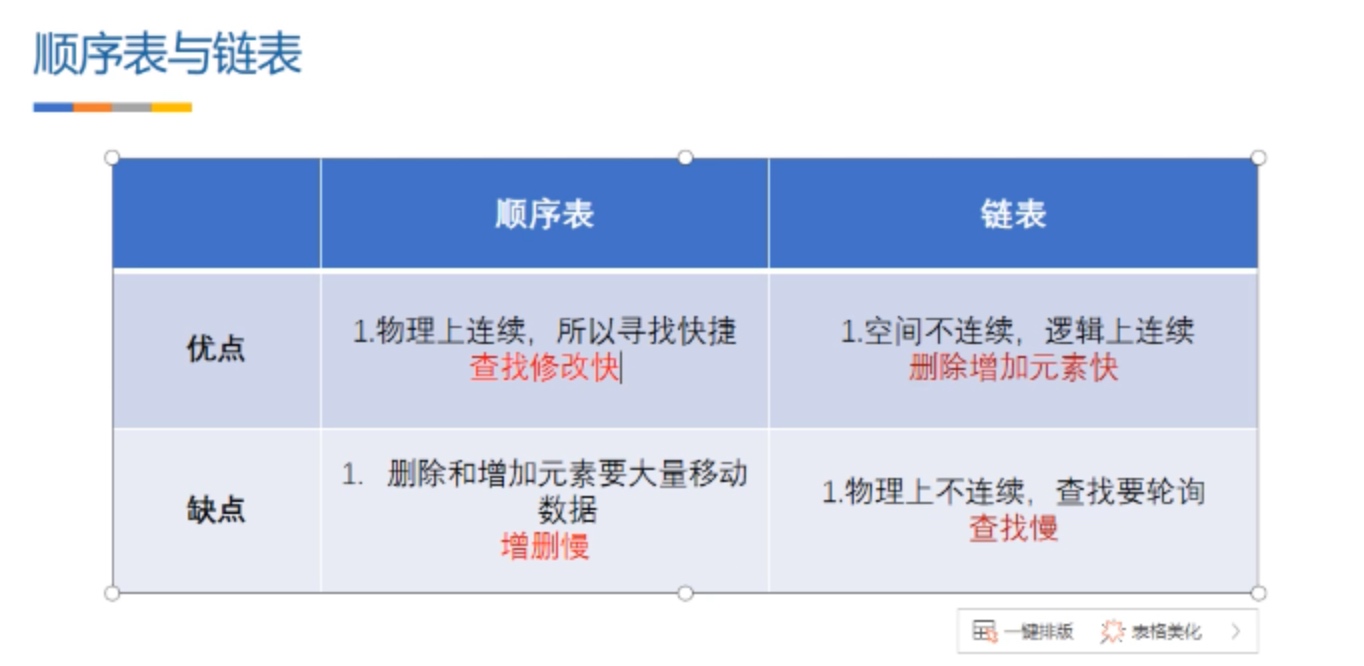 顺序表与链表
顺序表
链表
优点
1.物理上连续，所以寻找快捷
查找修改快
1.空间不连续，逻辑上连续
删除增加元素快
缺点
1. 删除和增加元素要大量移动
数据
增删慢
1.物理上不连续，查找要轮询
查找慢
一键排版
表格美化